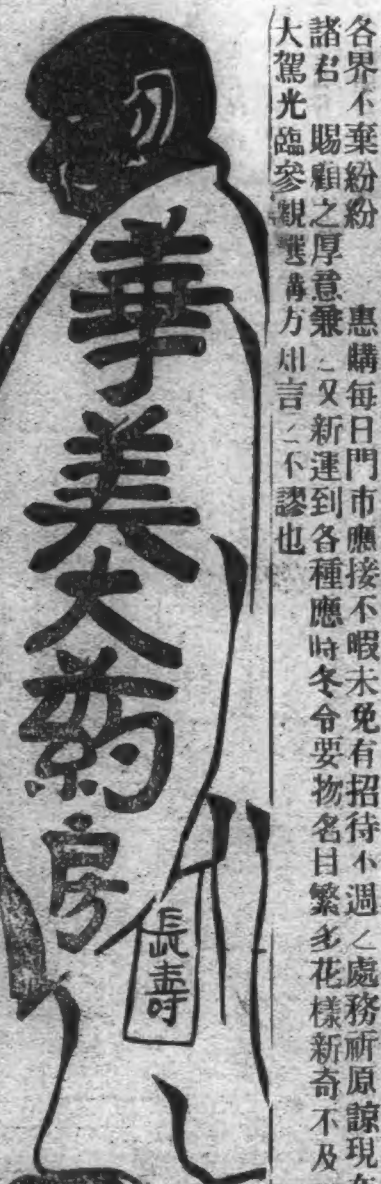 各界不棄紛紛　惠購每日門市應接不暇未免有招待不週之處務祈原諒現在
諸君　賜顧之厚意兼之又新運到各種應時冬令要物名目繁多花樣新奇不及
大駕光臨參觀選購方知言之不謬也
華美大葯房
長壽